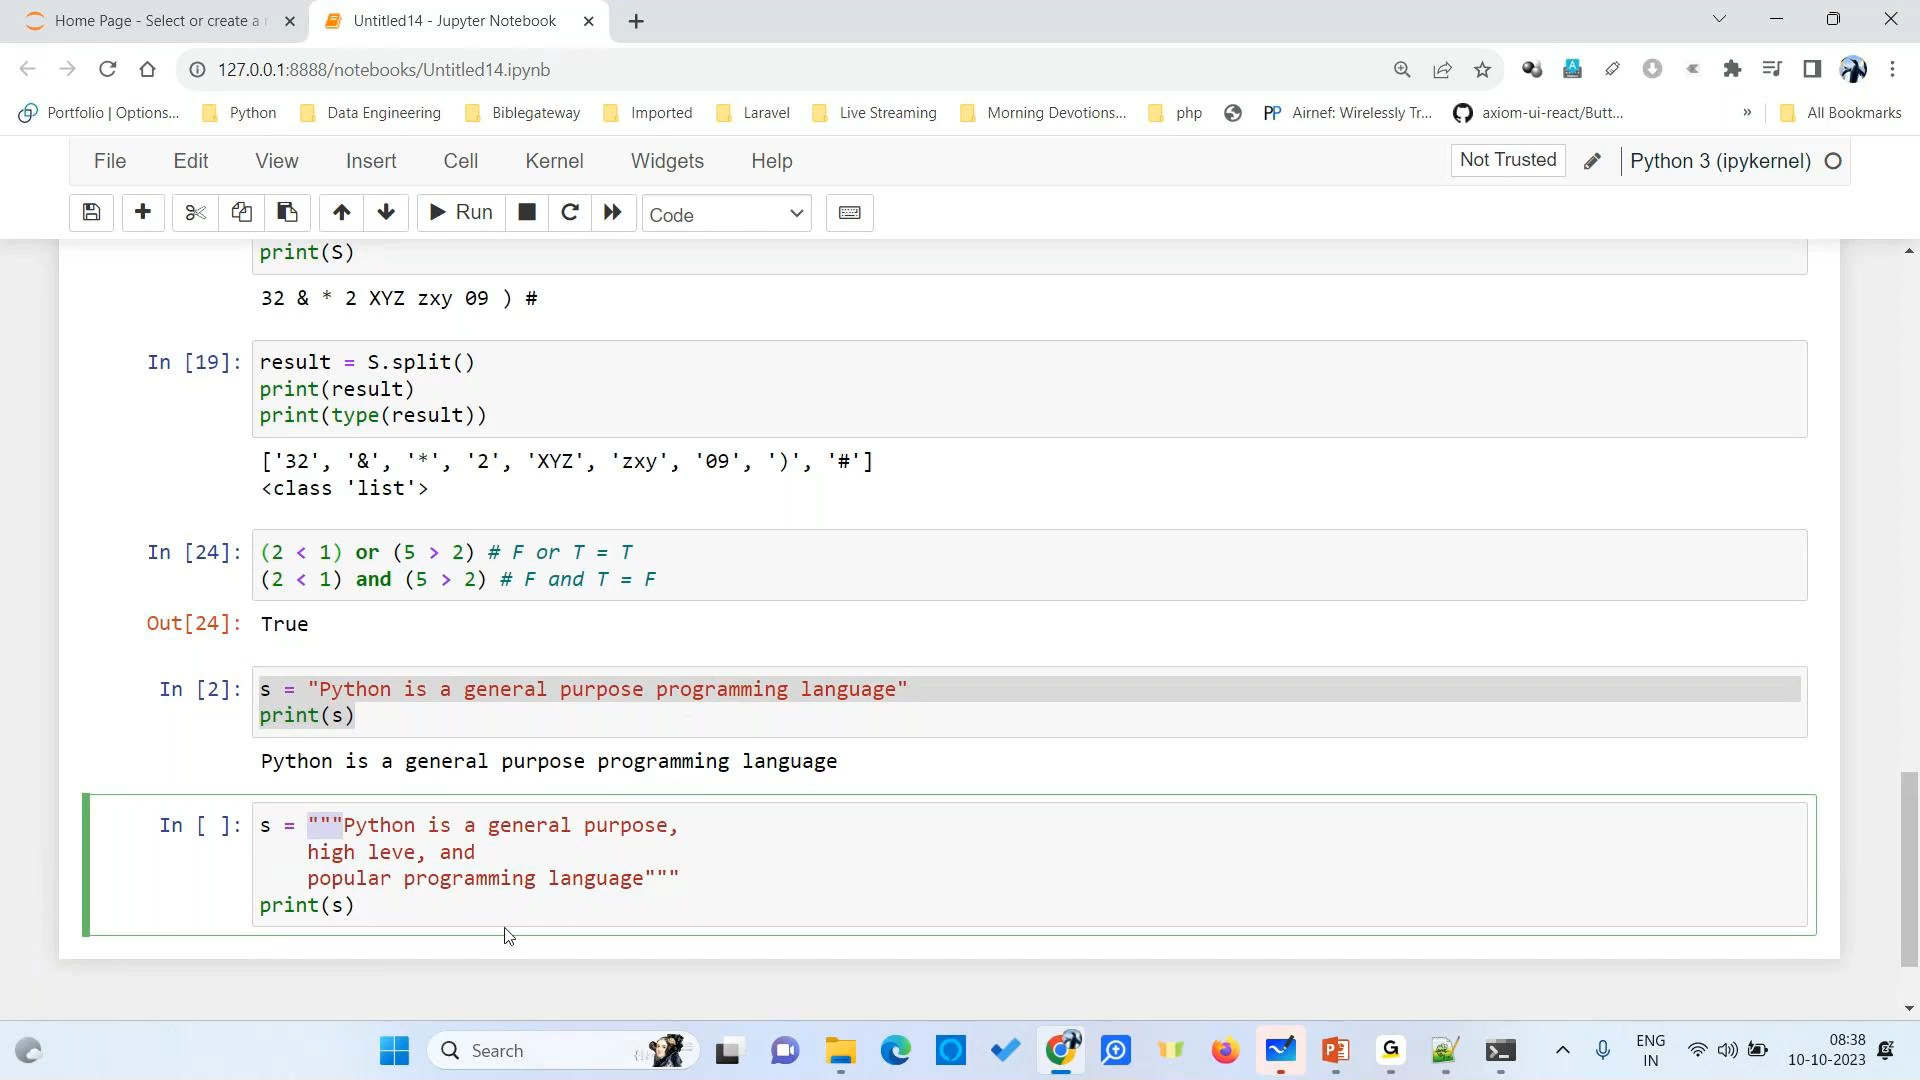 Home Page - Select or create a
Untitled14 - Jupyter Notebook
127.0.0.1:8888/notebooks/Untitled14.ipynb
Portfolio | Options...
Python
Data Engineering
Biblegateway
Imported
Laravel
Live Streaming
Morning Devotions...
php
PP Airnef: Wirelessly Tr...
axiom-ui-react/Butt...
»
All Bookmarks
File Edit View Insert Cell Kernel Widgets Help
Not Trusted
Python 3 (ipykernel)
Run
Code
print(S)
32 & * 2 XYZ zxy 09 ) #
In [19]: result = S.split()
print(result)
print(type(result))
['32', '&', '*', '2', 'XYZ', 'zxy', '09', ')', '#']
<class 'list'>
In [24]: (2 < 1) or (5 > 2) # F or T = T
(2 < 1) and (5 > 2) # F and T = F
Out[24]: True
In [2]: s = "Python is a general purpose programming language"
print(s)
Python is a general purpose programming language
In [ ]: s = """Python is a general purpose,
high leve, and
popular programming language"""
print(s)
Search
ENG
IN
08:38
10-10-2023